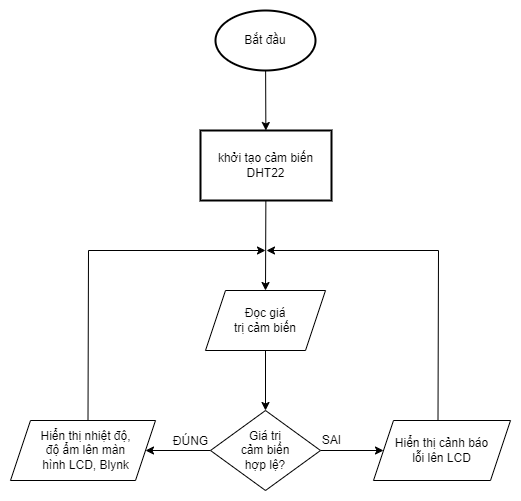 Bắt đầu
khởi tạo cảm biến
DHT22
Đọc giá
trị cảm biến
Giá trị
cảm biến
hợp lệ?
ĐÚNG
SAI
Hiển thị nhiệt độ,
độ ẩm lên màn
hình LCD, Blynk
Hiển thị cảnh báo
lỗi lên LCD